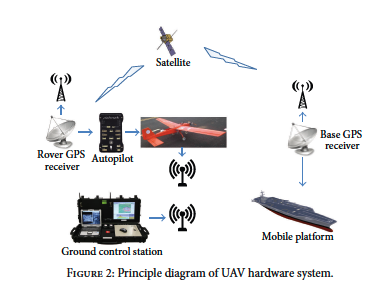 Satellite
Rover GPS
receiver
Autopilot
Base GPS
receiver
Ground control station
Mobile platform
FIGURE 2: Principle diagram of UAV hardware system.